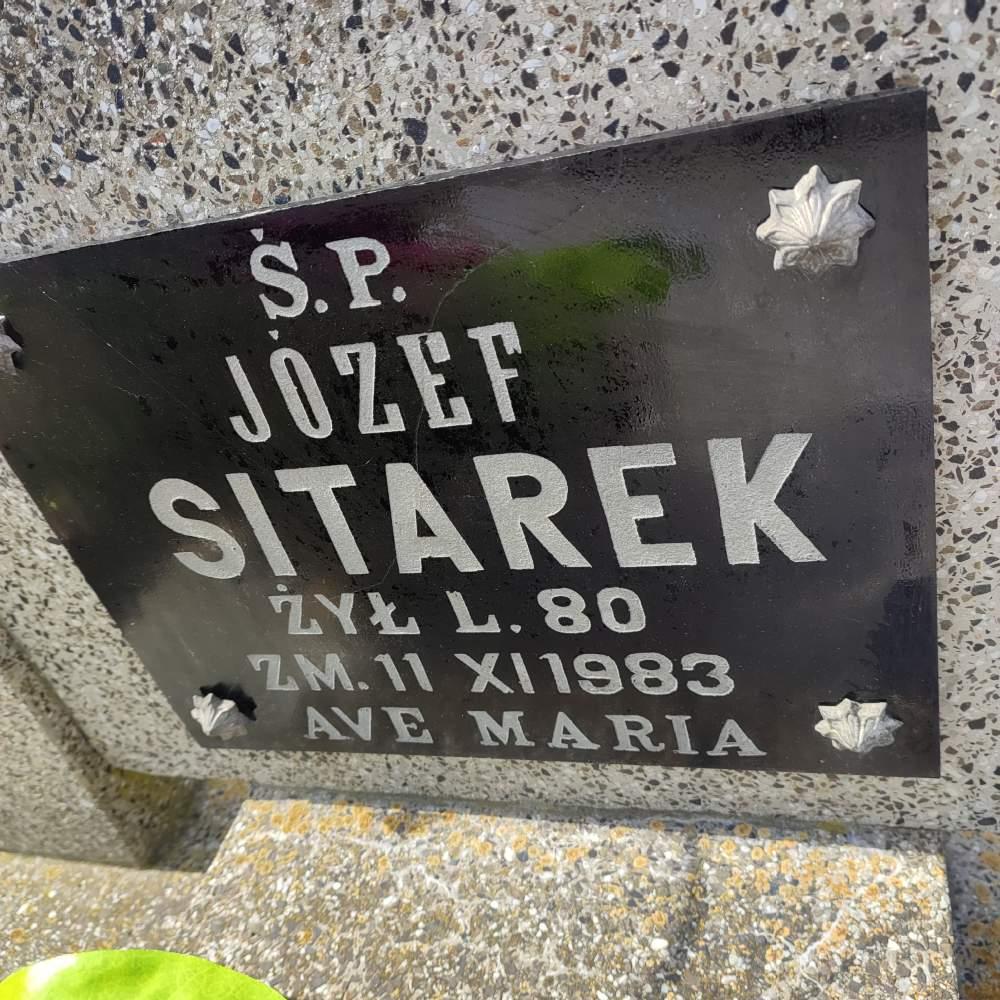 Ś.P.
JÓZEF
SITAREK
ŻYŁ L. 80
ZM. 11 XI 1983
AVE MARIA